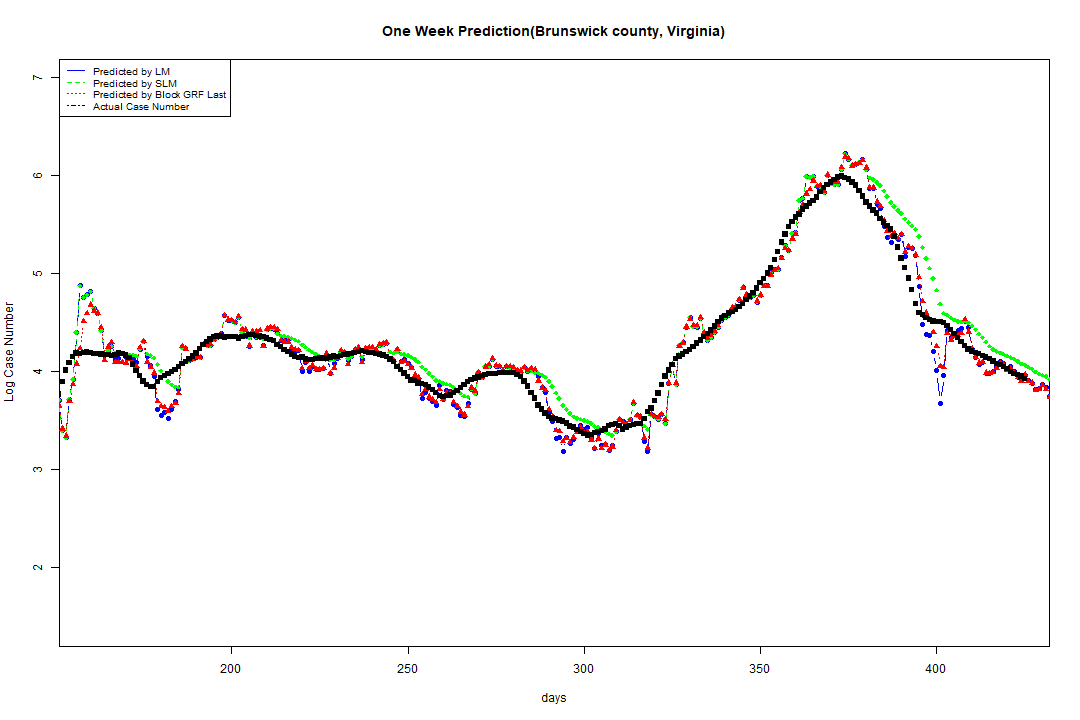 One Week Prediction(Brunswick county, Virginia)
Predicted by LM
Predicted by SLM
Predicted by Block GRF Last
Actual Case Number
7
6
5
4
3
2
Log Case Number
200 250 300 350 400
days